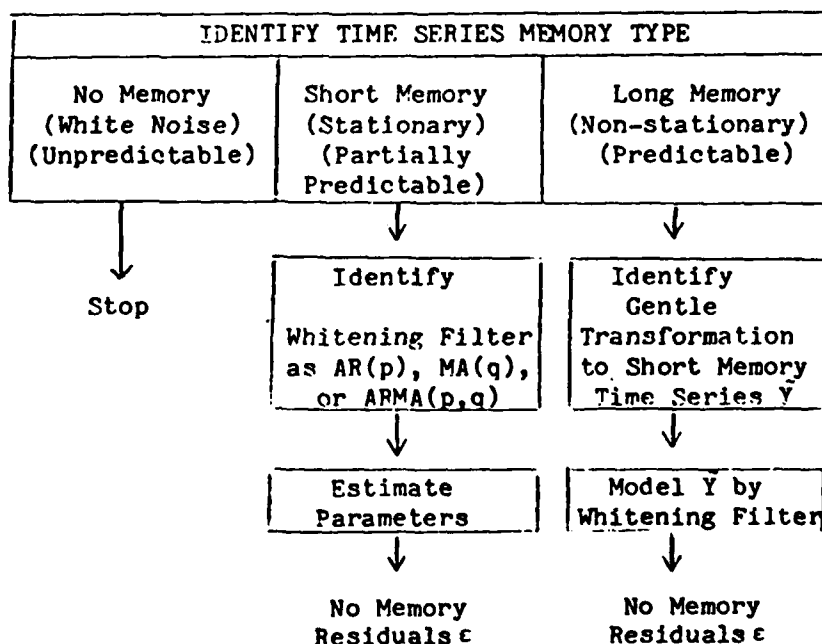 IDENTIFY TIME SERIES MEMORY TYPE
No Memory
(White Noise)
(Unpredictable)
Short Memory
(Stationary)
(Partially
Predictable)
Long Memory
(Non-stationary)
(Predictable)
Stop
Identify
Whitening Filter
as AR(p), MA(q),
or ARMA(p,q)
Identify
Gentle
Transformation
to Short Memory
Time Series Ỹ
Estimate
Parameters
Model Ỹ by
Whitening Filter
No Memory
Residuals ε
No Memory
Residuals ε